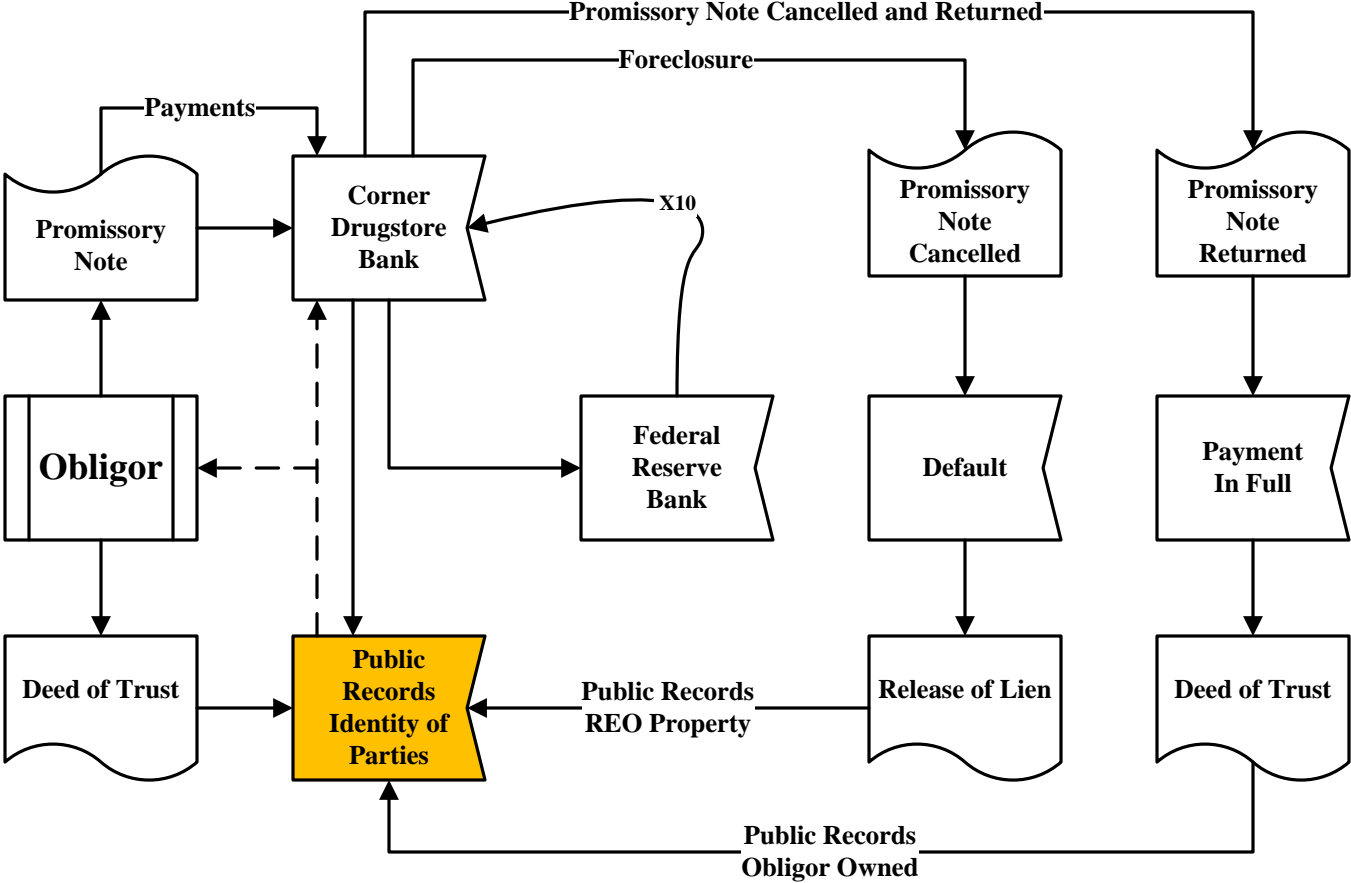 Promissory Note Cancelled and Returned
Foreclosure
Payments
Promissory
Note
Corner
Drugstore
Bank
X10
Promissory
Note
Cancelled
Promissory
Note
Returned
Obligor
Federal
Reserve
Bank
Default
Payment
In Full
Deed of Trust
Public
Records
Identity of
Parties
Public Records
REO Property
Release of Lien
Deed of Trust
Public Records
Obligor Owned